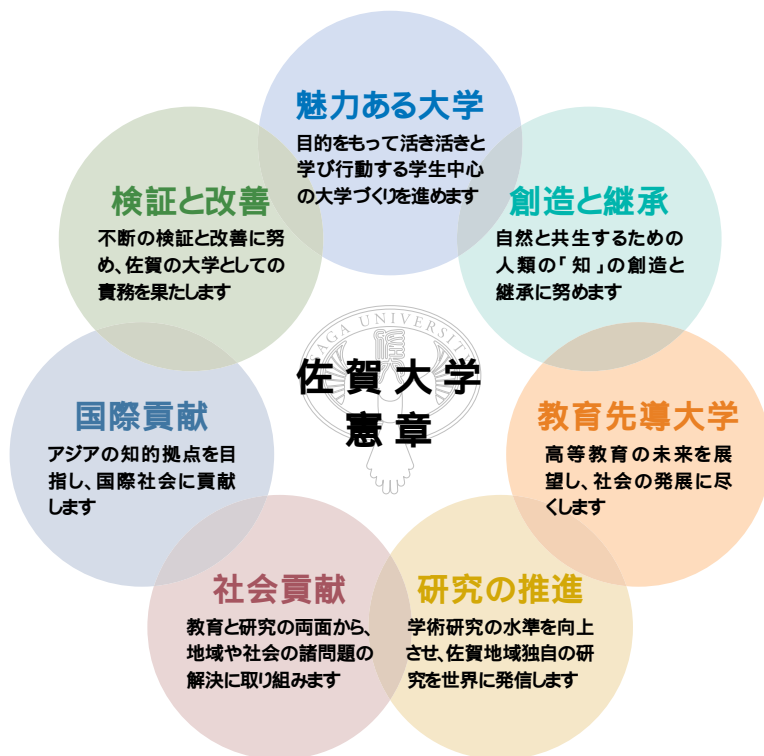 魅力ある大学
目的をもって活き活きと
学び行動する学生中心
の大学づくりを進めます
創造と継承
自然と共生するための
人類の「知」の創造と
継承に努めます
教育先導大学
高等教育の未来を展
望し、社会の発展に尽
くします
研究の推進
学術研究の水準を向上
させ、佐賀地域独自の研
究を世界に発信します
社会貢献
教育と研究の両面から、
地域や社会の諸問題の
解決に取り組みます
国際貢献
アジアの知的拠点を目
指し、国際社会に貢献
します
検証と改善
不断の検証と改善に努
め、佐賀の大学としての
責務を果たします
SAGA UNIVERSITY
佐賀大学
憲章